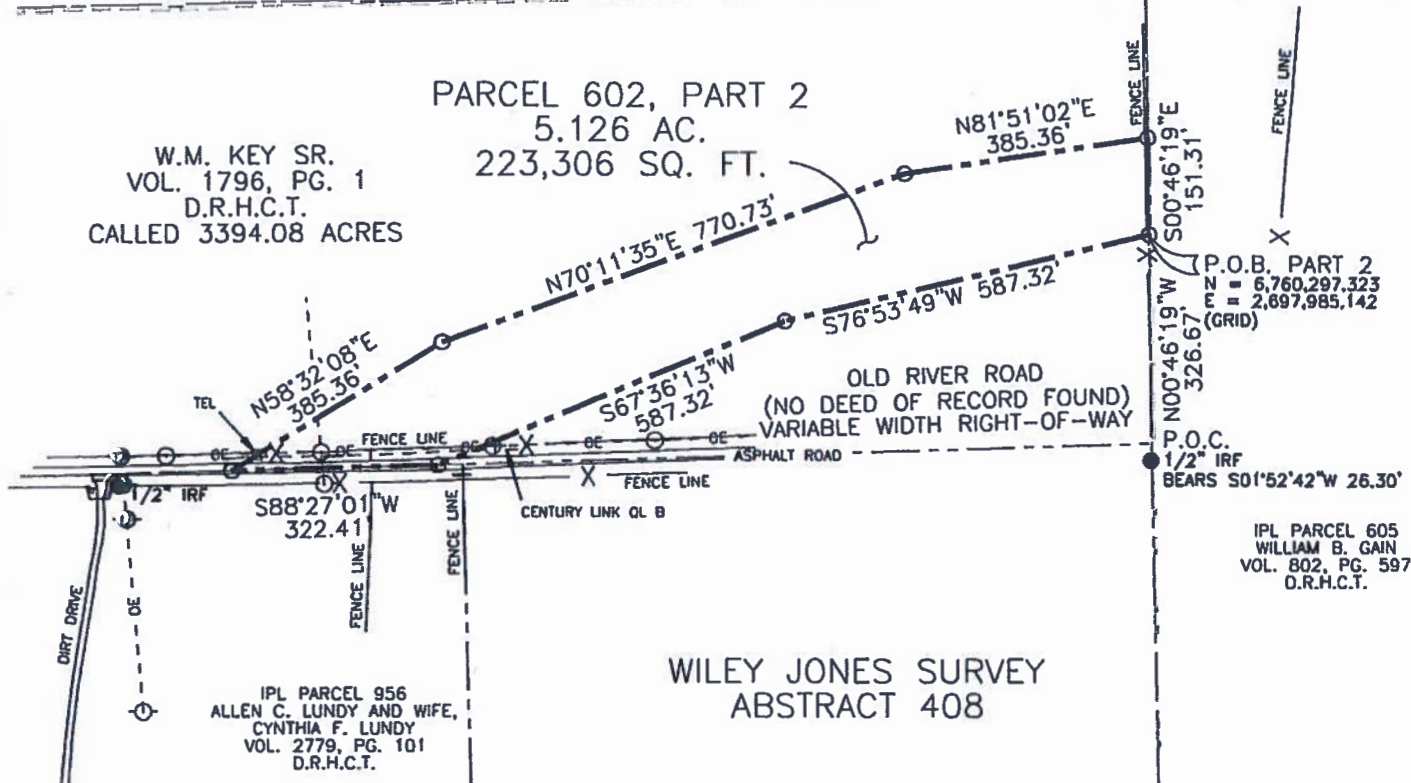 PARCEL 602, PART 2
5.126 AC.
223,306 SQ. FT.
W.M. KEY SR.
VOL. 1796, PG. 1
D.R.H.C.T.
CALLED 3394.08 ACRES
N81°51'02"E
385.36'
FENCE LINE
FENCE LINE
S00°46'19"E
151.31'
N70°11'35"E 770.73'
P.O.B. PART 2
N = 6,760,297,323
E = 2,697,985,142
(GRID)
S76°53'49"W 587.32'
N00°46'19"W
326.67'
N58°32'08"E
385.36'
TEL
S67°36'13"W
587.32'
OLD RIVER ROAD
(NO DEED OF RECORD FOUND)
VARIABLE WIDTH RIGHT-OF-WAY
OE
OE
FENCE LINE
OE
OE
OE
ASPHALT ROAD
P.O.C.
1/2" IRF
BEARS S01°52'42"W 26.30'
1/2" IRF
S88°27'01"W
322.41'
FENCE LINE
CENTURY LINK QL B
FENCE LINE
FENCE LINE
DIRT DRIVE
OE
IPL PARCEL 605
WILLIAM B. GAIN
VOL. 802, PG. 597
D.R.H.C.T.
WILEY JONES SURVEY
ABSTRACT 408
IPL PARCEL 956
ALLEN C. LUNDY AND WIFE,
CYNTHIA F. LUNDY
VOL. 2779, PG. 101
D.R.H.C.T.